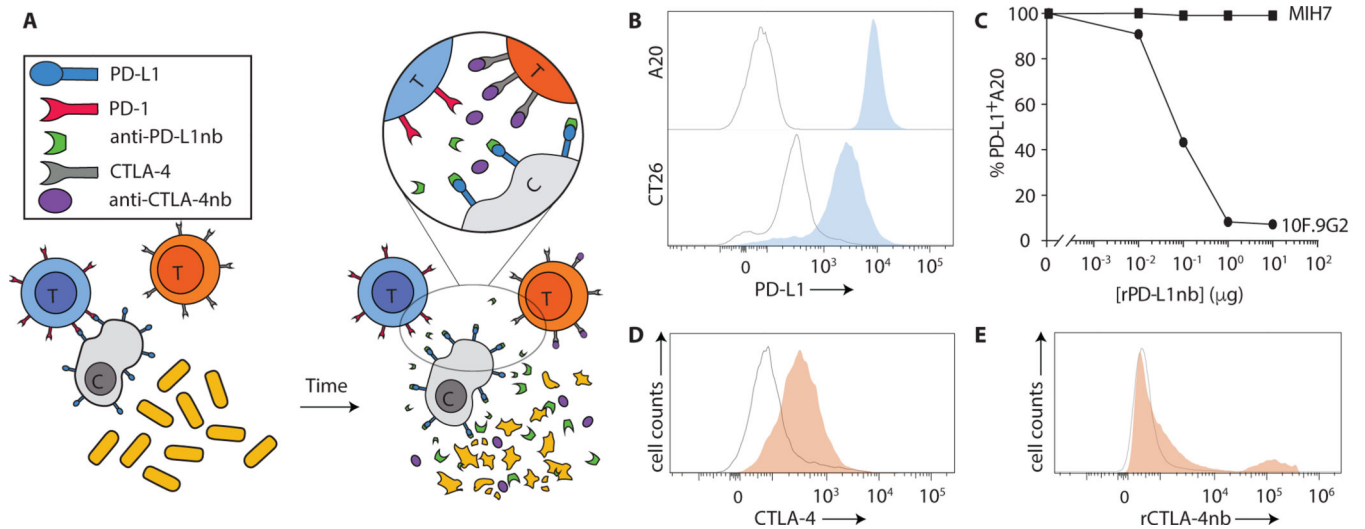 A
PD-L1
PD-1
anti-PD-L1nb
CTLA-4
anti-CTLA-4nb
T
T
C
Time
T
T
C
T
T
C
B
A20
CT26
0 10³ 10⁴ 10⁵
PD-L1
C
% PD-L1⁺A20
100
80
60
40
20
0
MIH7
10F.9G2
0 10⁻³ 10⁻² 10⁻¹ 10⁰ 10¹ 10²
[rPD-L1nb] (μg)
D
cell counts
0 10³ 10⁴ 10⁵
CTLA-4
E
cell counts
0 10⁴ 10⁵ 10⁶
rCTLA-4nb